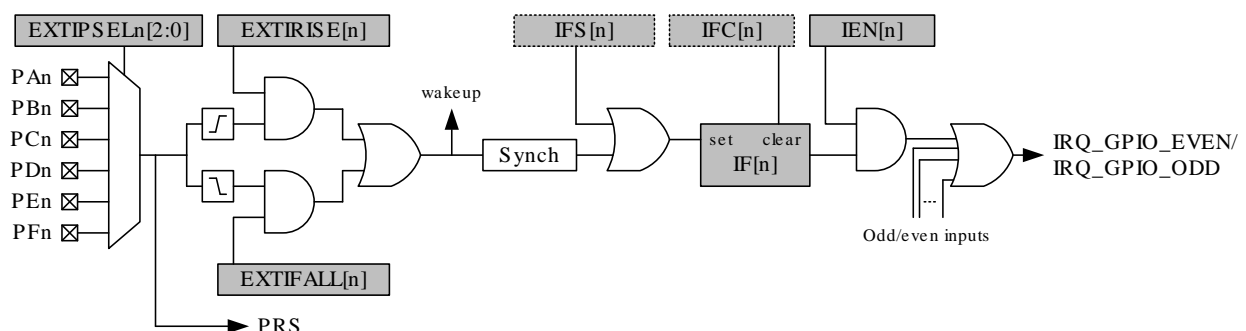 EXTIPSELn[2:0]
EXTIRISE[n]
IFS[n]
IFC[n]
IEN[n]
PAn
PBn
PCn
PDn
PEn
PFn
wakeup
Synch
set clear
IF[n]
IRQ_GPIO_EVEN/
IRQ_GPIO_ODD
...
Odd/even inputs
EXTIFALL[n]
PRS